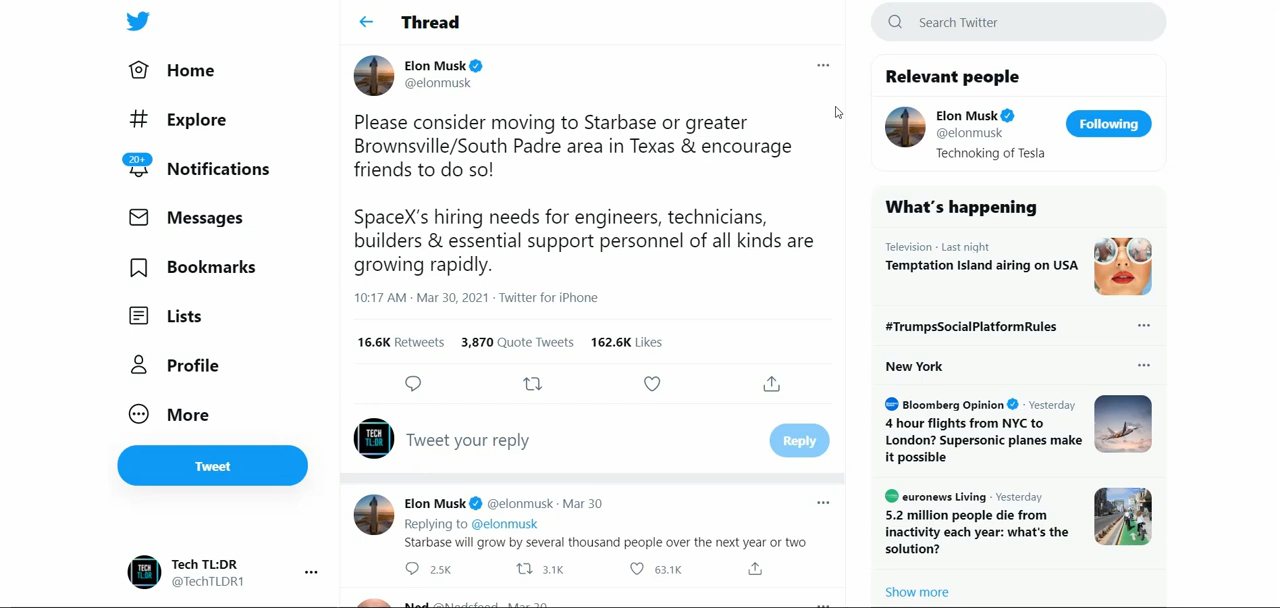 Home
Explore
20+
Notifications
Messages
Bookmarks
Lists
Profile
More
Tweet
Tech TL:DR
@TechTLDR1
Thread
Elon Musk
@elonmusk
Please consider moving to Starbase or greater
Brownsville/South Padre area in Texas & encourage
friends to do so!
SpaceX's hiring needs for engineers, technicians,
builders & essential support personnel of all kinds are
growing rapidly.
10:17 AM · Mar 30, 2021 · Twitter for iPhone
16.6K Retweets 3,870 Quote Tweets 162.6K Likes
TECH
TL:DR
Tweet your reply
Reply
Elon Musk @elonmusk · Mar 30
Replying to @elonmusk
Starbase will grow by several thousand people over the next year or two
2.5K 3.1K 63.1K
Ned @Nedsfeed · Mar 30
Search Twitter
Relevant people
Elon Musk
@elonmusk
Following
Technoking of Tesla
What's happening
Television · Last night
Temptation Island airing on USA
#TrumpsSocialPlatformRules
New York
Bloomberg Opinion · Yesterday
4 hour flights from NYC to
London? Supersonic planes make
it possible
euronews Living · Yesterday
5.2 million people die from
inactivity each year: what's the
solution?
Show more